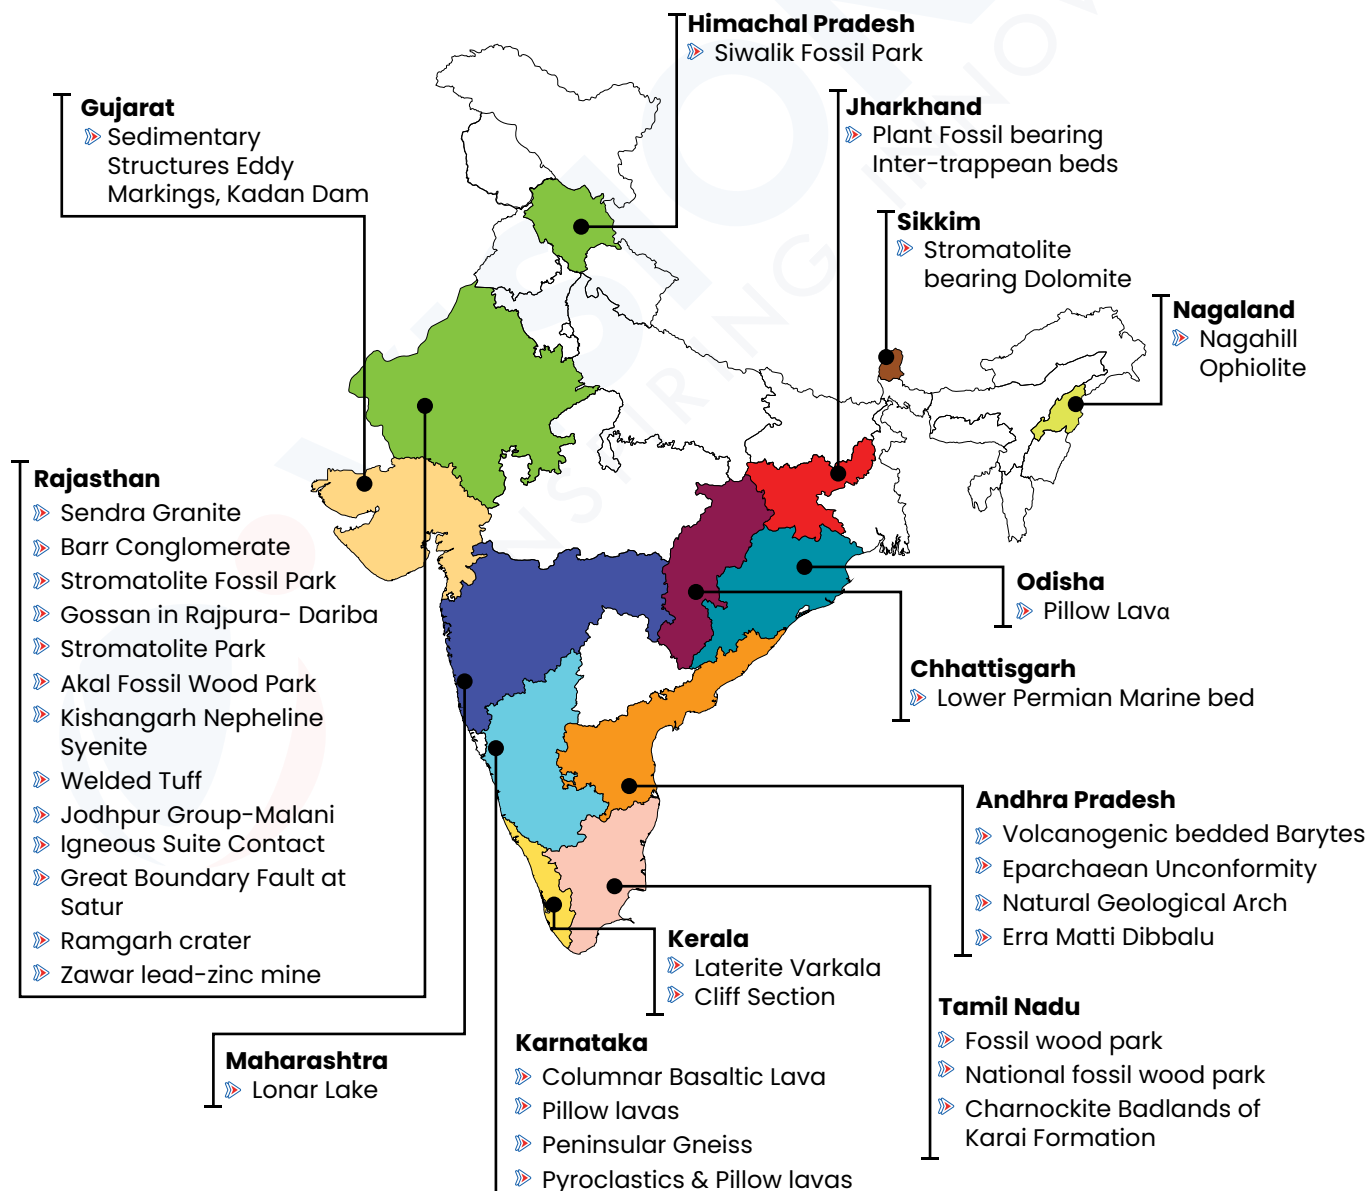 Himachal Pradesh
Siwalik Fossil Park
Gujarat
Sedimentary
Structures Eddy
Markings, Kadan Dam
Jharkhand
Plant Fossil bearing
Inter-trappean beds
Sikkim
Stromatolite
bearing Dolomite
Nagaland
Nagahill
Ophiolite
Rajasthan
Sendra Granite
Barr Conglomerate
Stromatolite Fossil Park
Gossan in Rajpura- Dariba
Stromatolite Park
Akal Fossil Wood Park
Kishangarh Nepheline
Syenite
Welded Tuff
Jodhpur Group-Malani
Igneous Suite Contact
Great Boundary Fault at
Satur
Ramgarh crater
Zawar lead-zinc mine
Odisha
Pillow Lava
Chhattisgarh
Lower Permian Marine bed
Andhra Pradesh
Volcanogenic bedded Barytes
Eparchaean Unconformity
Natural Geological Arch
Erra Matti Dibbalu
Kerala
Laterite Varkala
Cliff Section
Tamil Nadu
Fossil wood park
National fossil wood park
Charnockite Badlands of
Karai Formation
Maharashtra
Lonar Lake
Karnataka
Columnar Basaltic Lava
Pillow lavas
Peninsular Gneiss
Pyroclastics & Pillow lavas